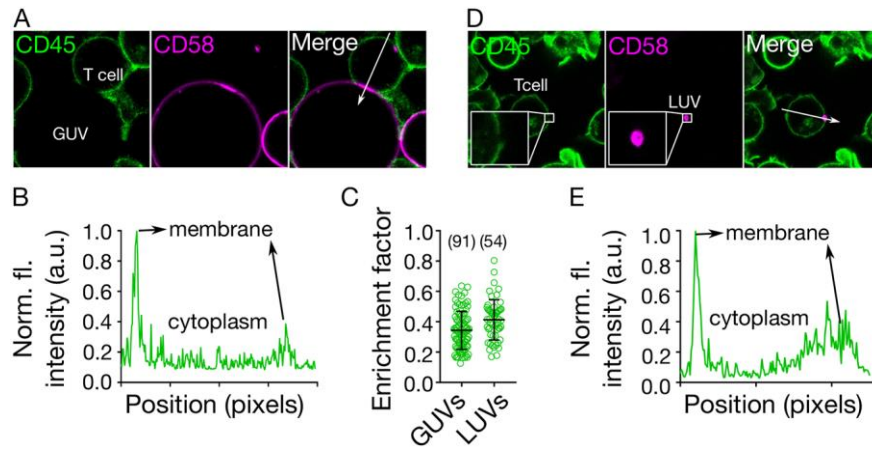 A
CD45
CD58
Merge
T cell
GUV
D
CD45
CD58
Merge
Tcell
LUV
B
1.0
0.8
0.6
0.4
0.2
0.0
Norm. fl.
intensity (a.u.)
membrane
cytoplasm
Position (pixels)
C
1.0
0.8
0.6
0.4
0.2
0.0
Enrichment factor
(91) (54)
GUVs
LUVs
E
1.0
0.8
0.6
0.4
0.2
0.0
Norm. fl.
intensity (a.u.)
membrane
cytoplasm
Position (pixels)